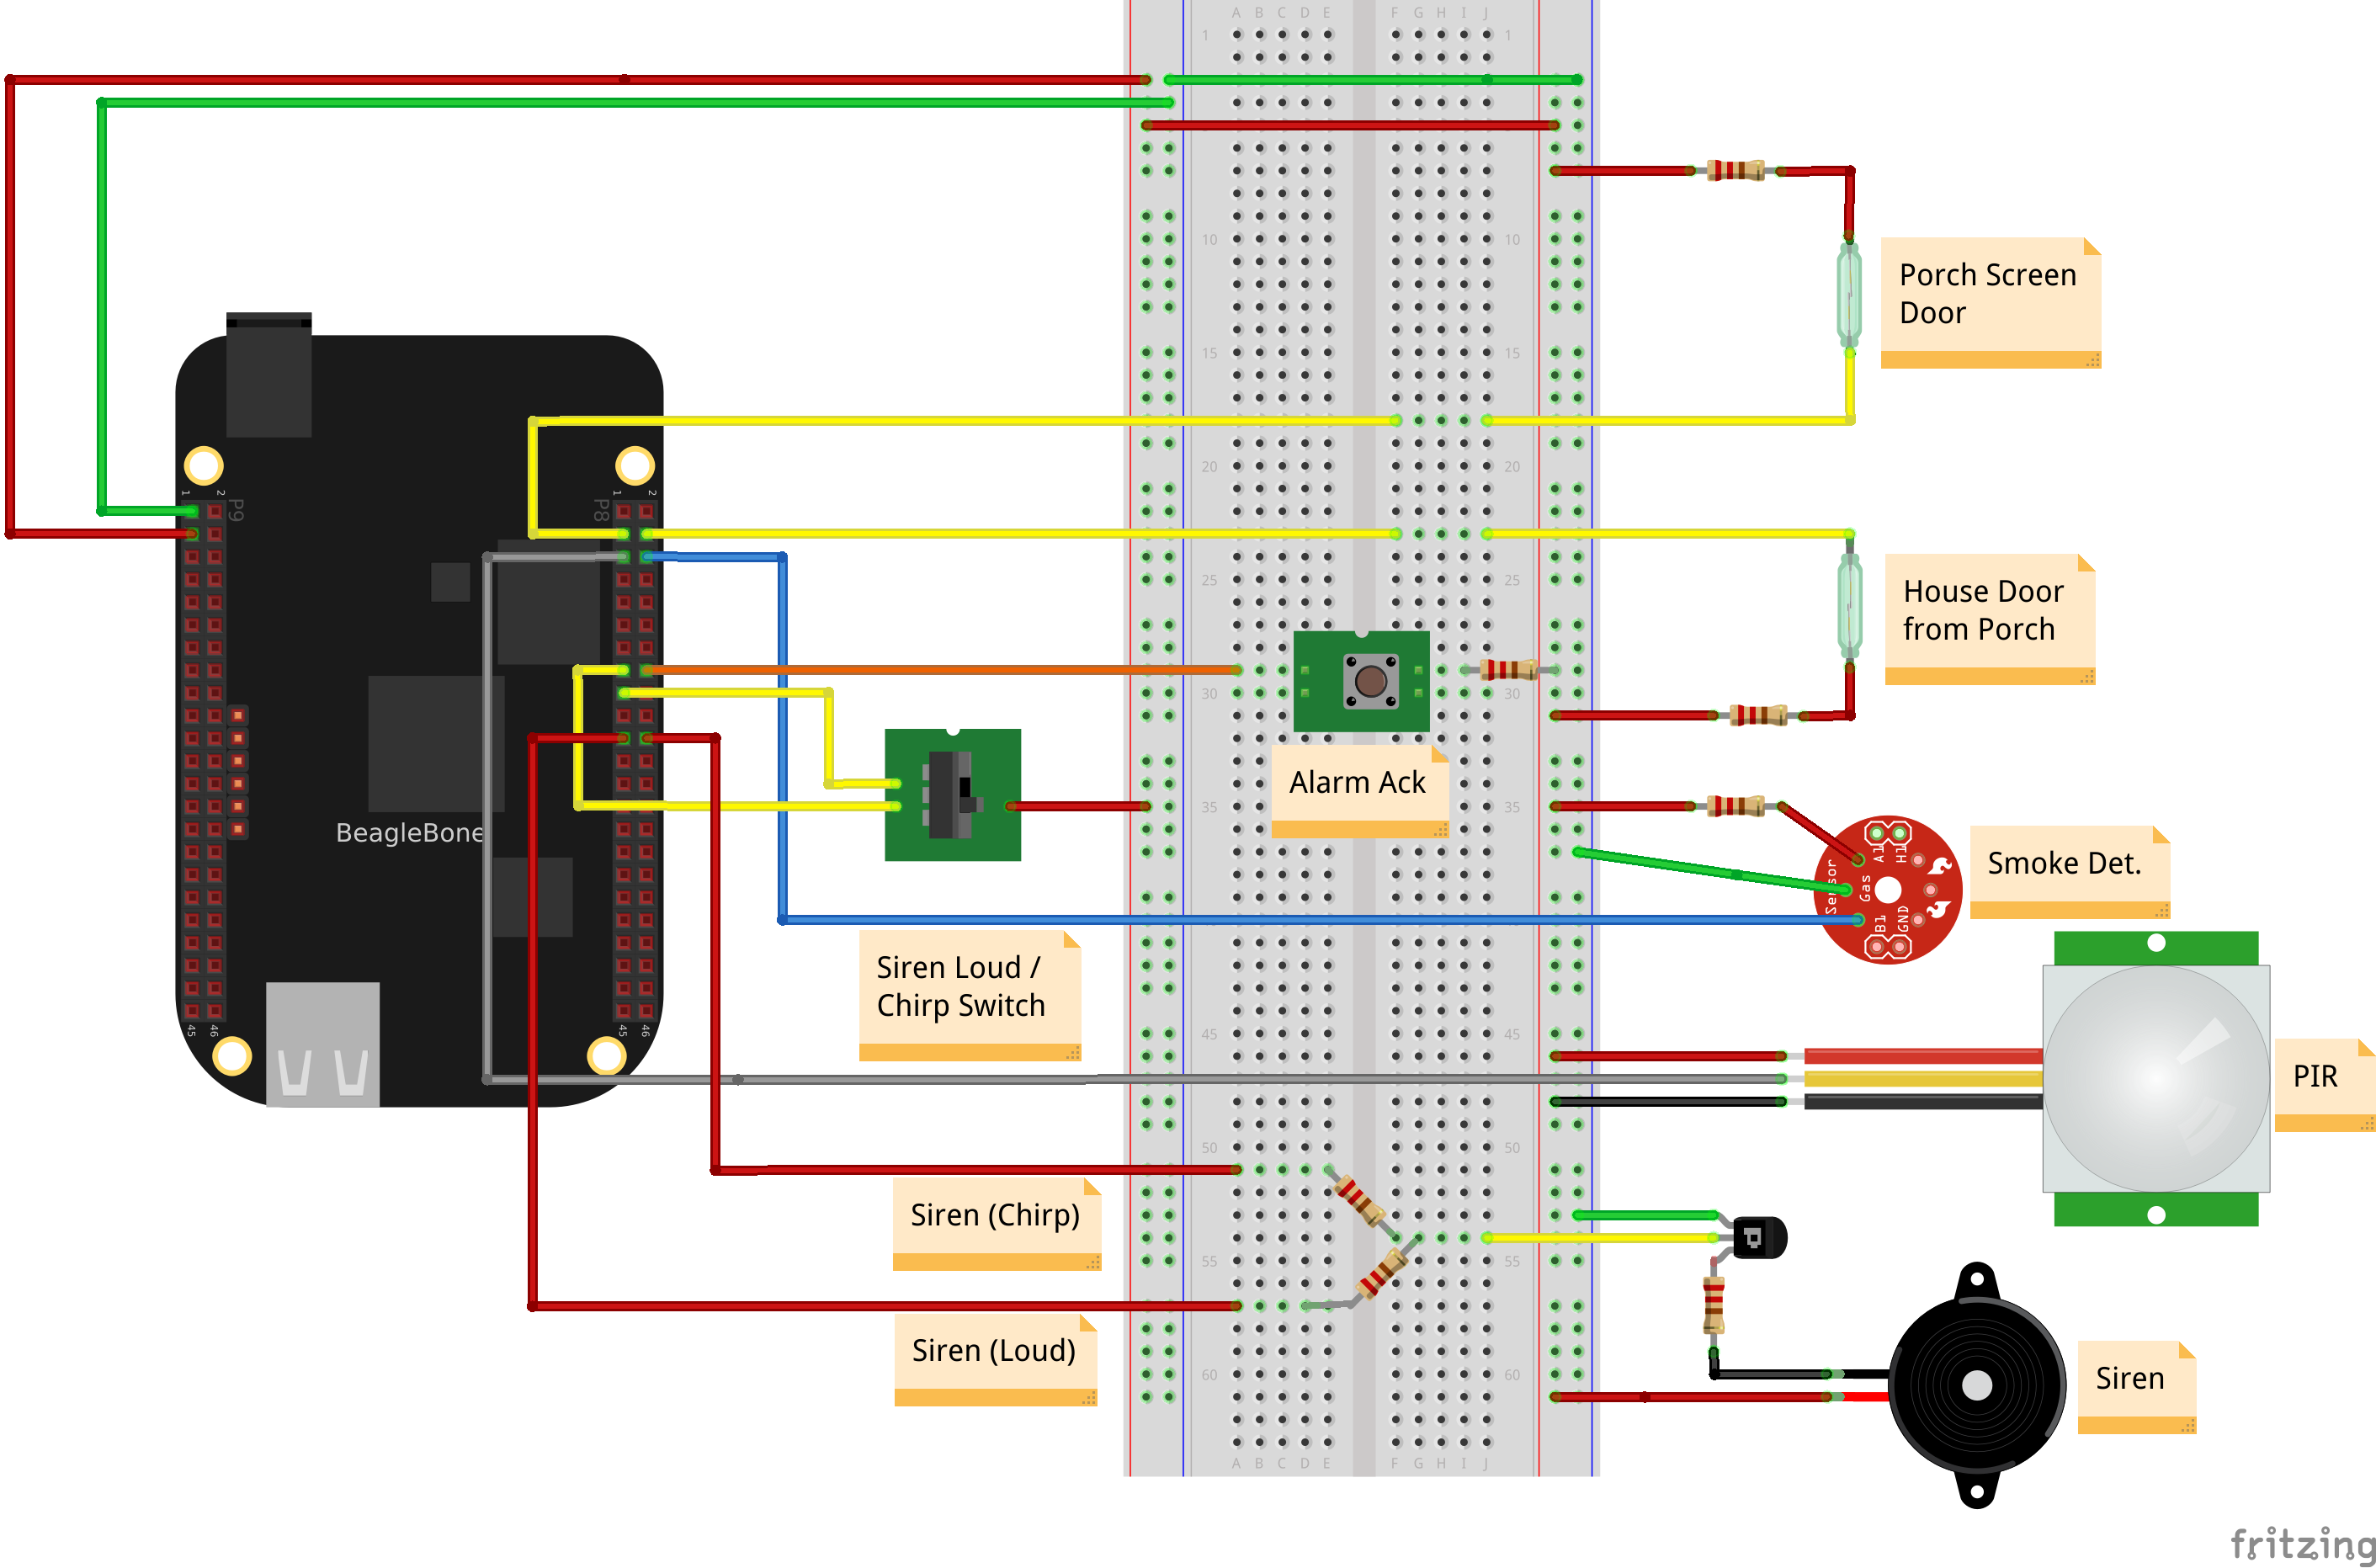 A B C D E F G H I J
1 1
10 10
15 15
20 20
25 25
30 30
35 35
45 45
50 50
55 55
60 60
A B C D E F G H I J
Porch Screen
Door
1 2
P9
1 2
P8
House Door
from Porch
Alarm Ack
BeagleBone
45 46
45 46
Sensor
Gas
A1
H1
B1
GND
Smoke Det.
Siren Loud /
Chirp Switch
PIR
Siren (Chirp)
P
Siren (Loud)
Siren
fritzing